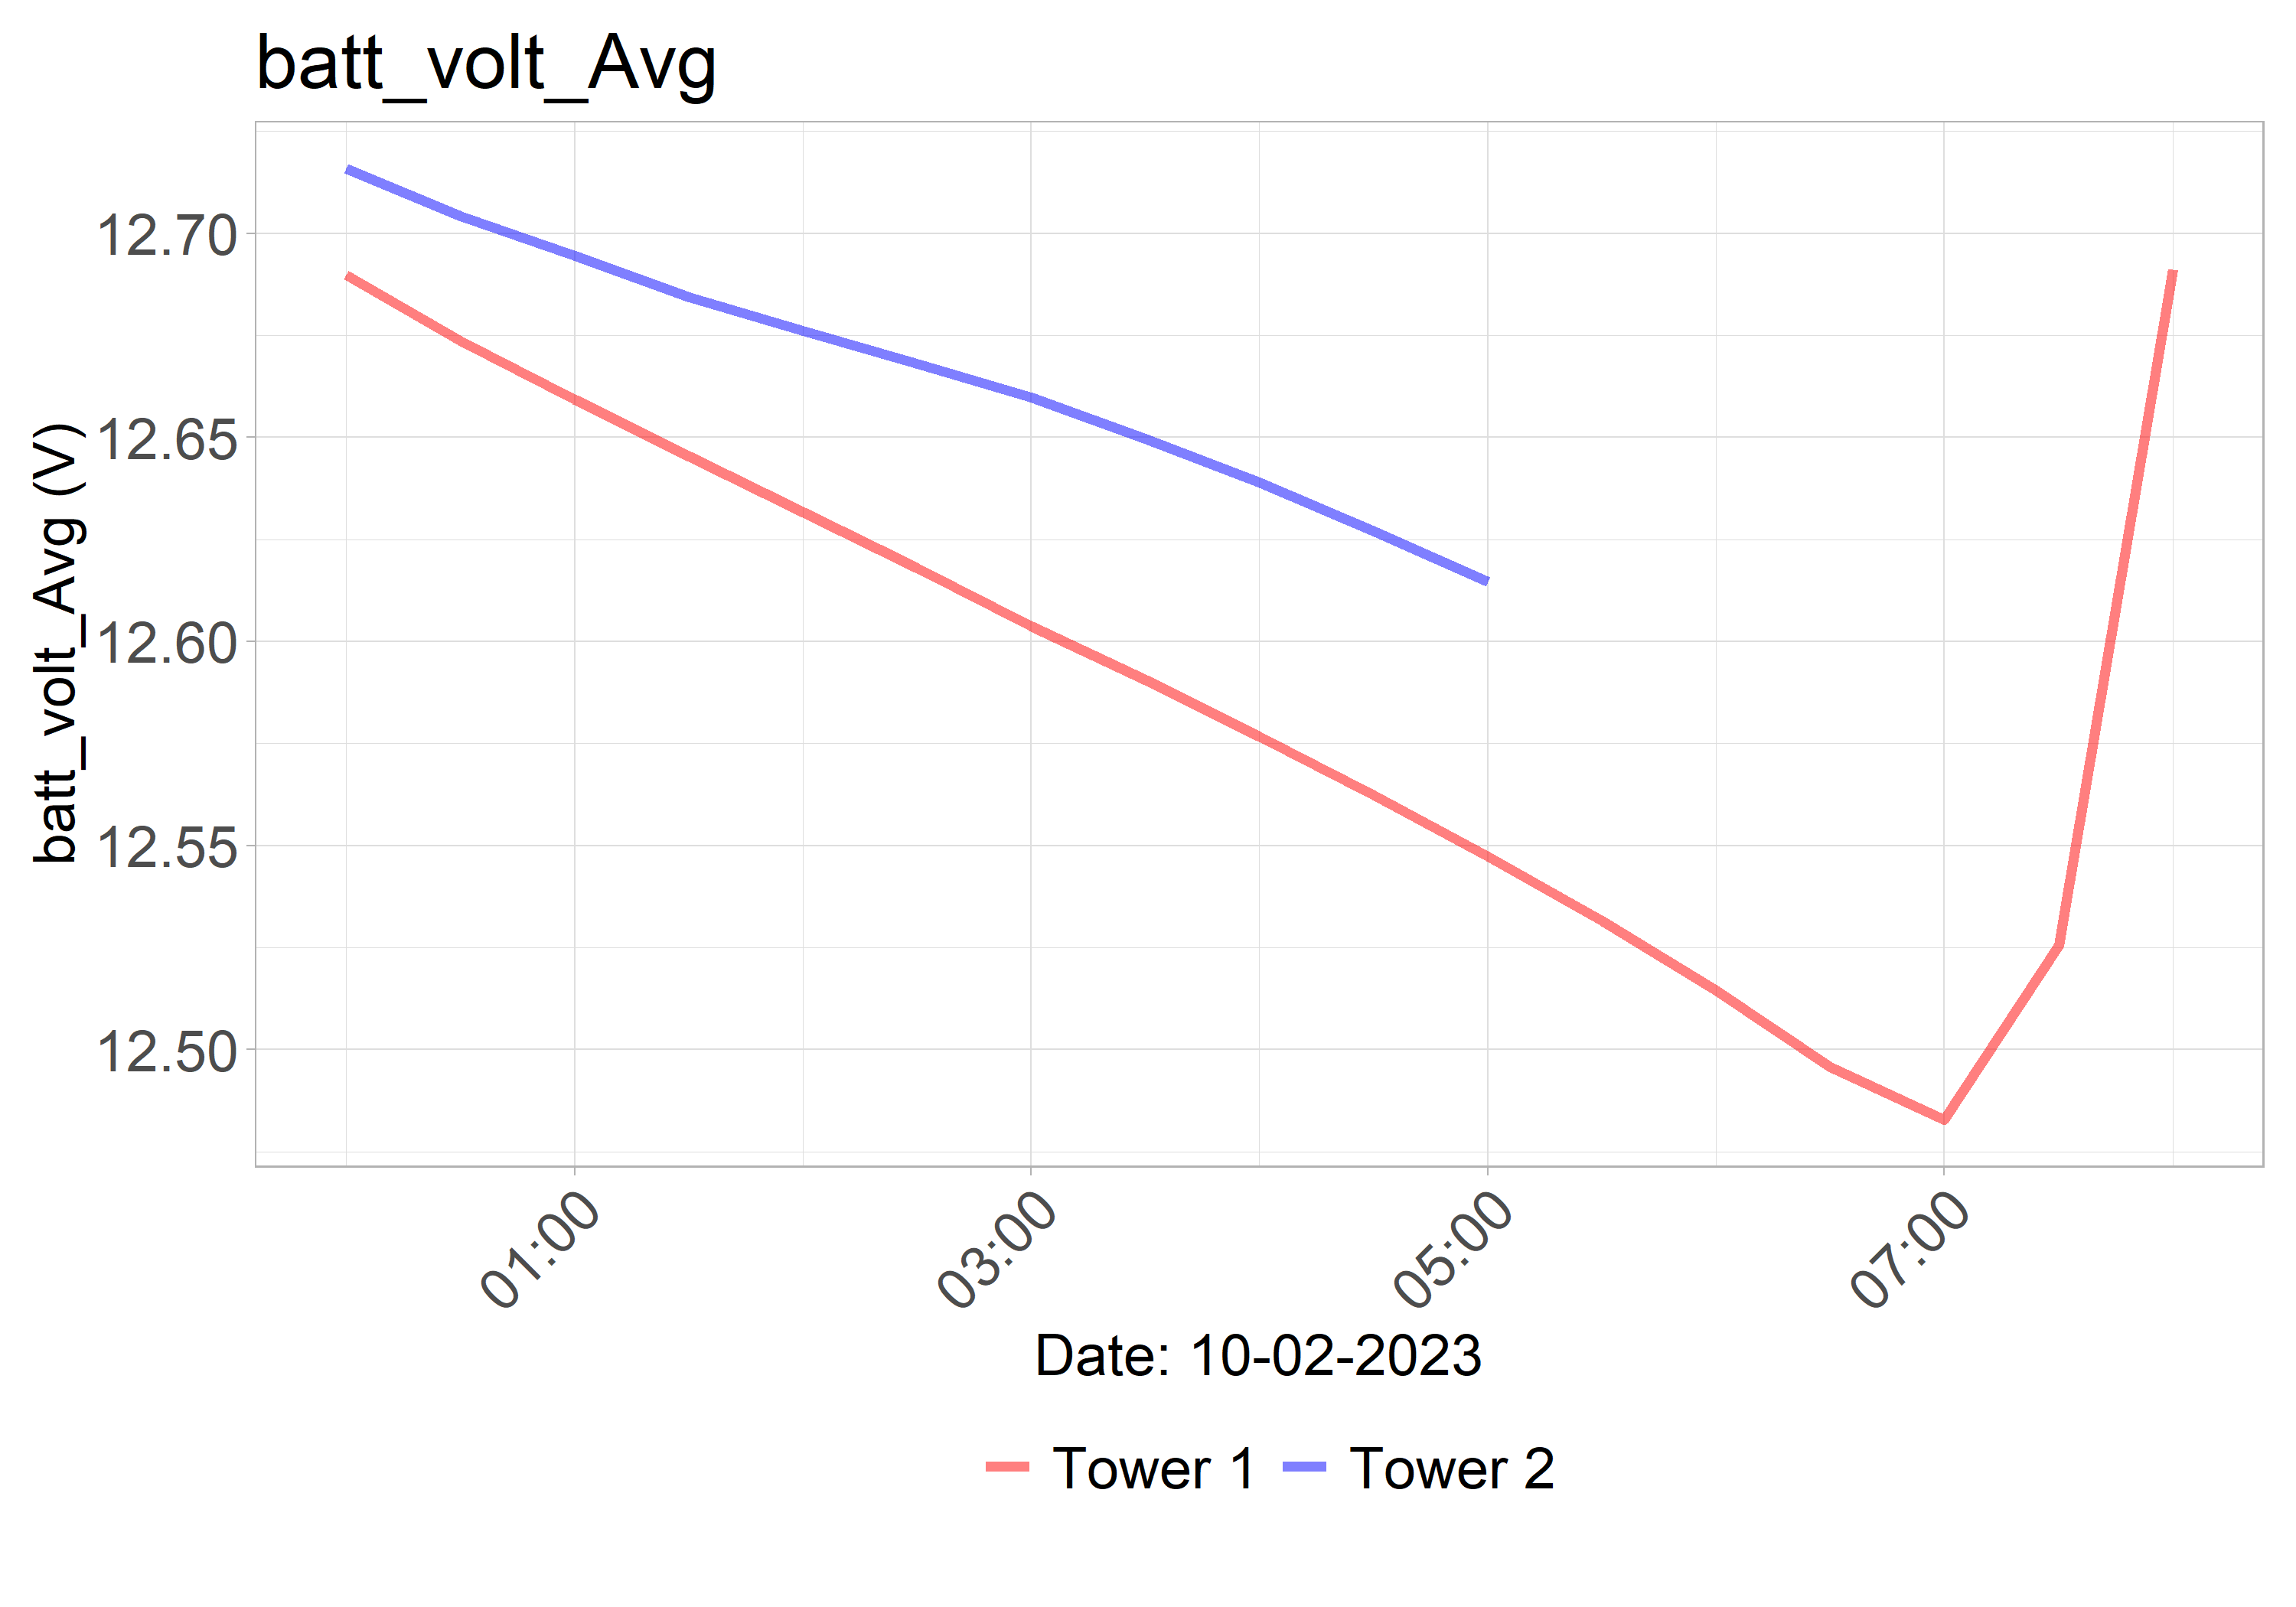 batt_volt_Avg
batt_volt_Avg (V)
12.70
12.65
12.60
12.55
12.50
01:00
03:00
05:00
07:00
Date: 10-02-2023
Tower 1
Tower 2